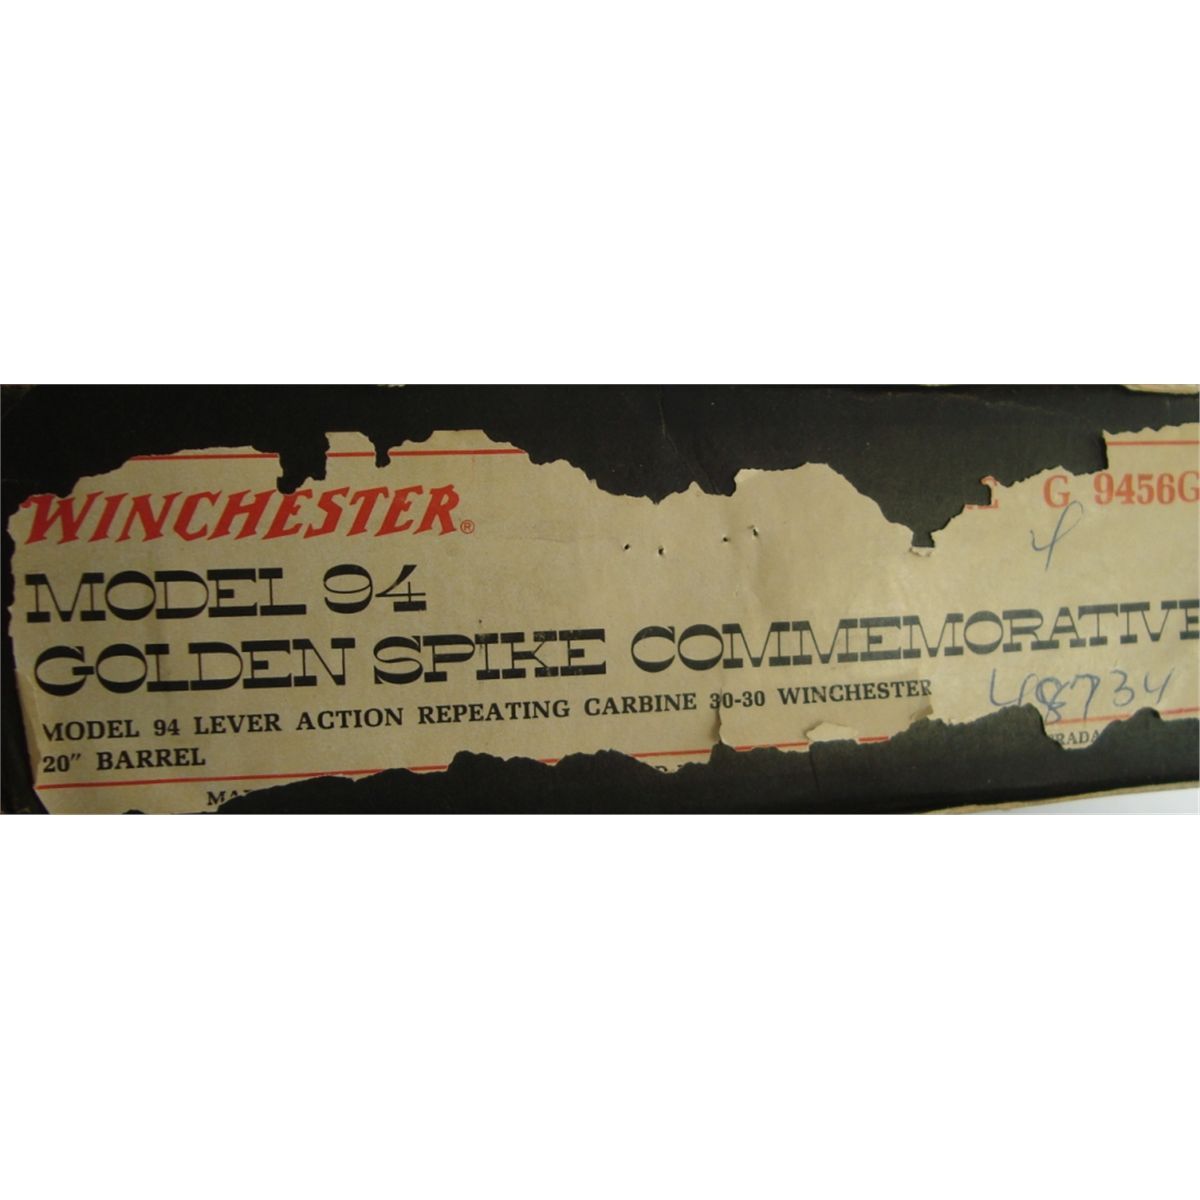 WINCHESTER®
G 9456G
4
MODEL 94
GOLDEN SPIKE COMMEMORATIVE
48734
MODEL 94 LEVER ACTION REPEATING CARBINE 30-30 WINCHESTER
20" BARREL